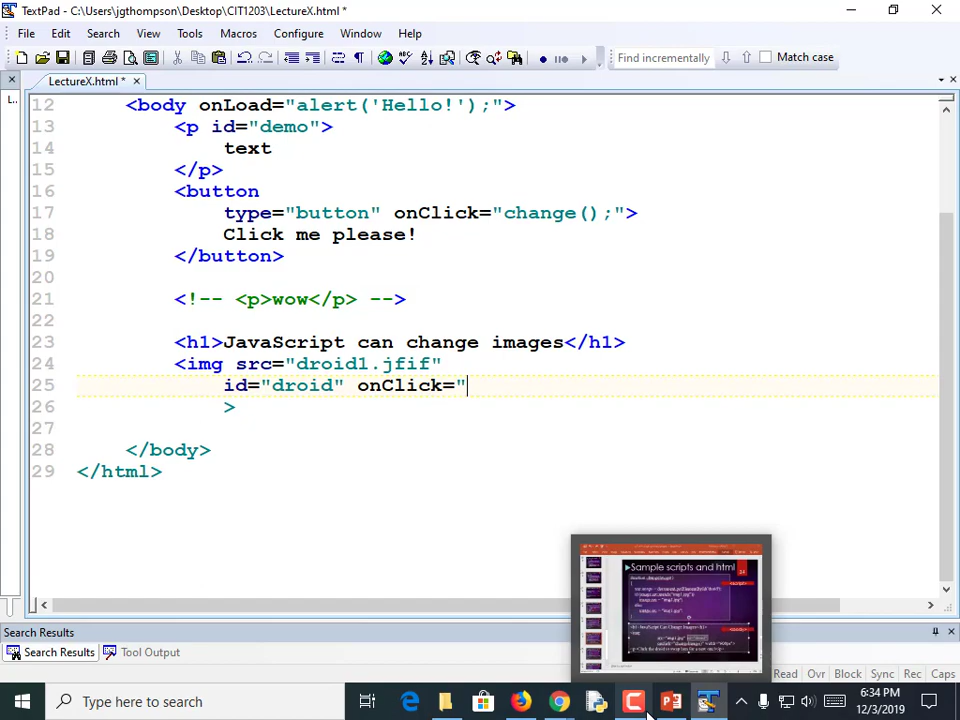 TextPad - C:\Users\jgthompson\Desktop\CIT1203\LectureX.html *
File Edit Search View Tools Macros Configure Window Help
Find incrementally Match case
LectureX.html *
L..
12 <body onLoad="alert('Hello!');">
13 <p id="demo">
14 text
15 </p>
16 <button
17 type="button" onClick="change();">
18 Click me please!
19 </button>
20
21 <!-- <p>wow</p> -->
22
23 <h1>JavaScript can change images</h1>
24 <img src="droid1.jfif"
25 id="droid" onClick="
26 >
27
28 </body>
29 </html>
Sample scripts and html
Search Results
Search Results Tool Output
Read Ovr Block Sync Rec Caps
Type here to search
6:34 PM
12/3/2019